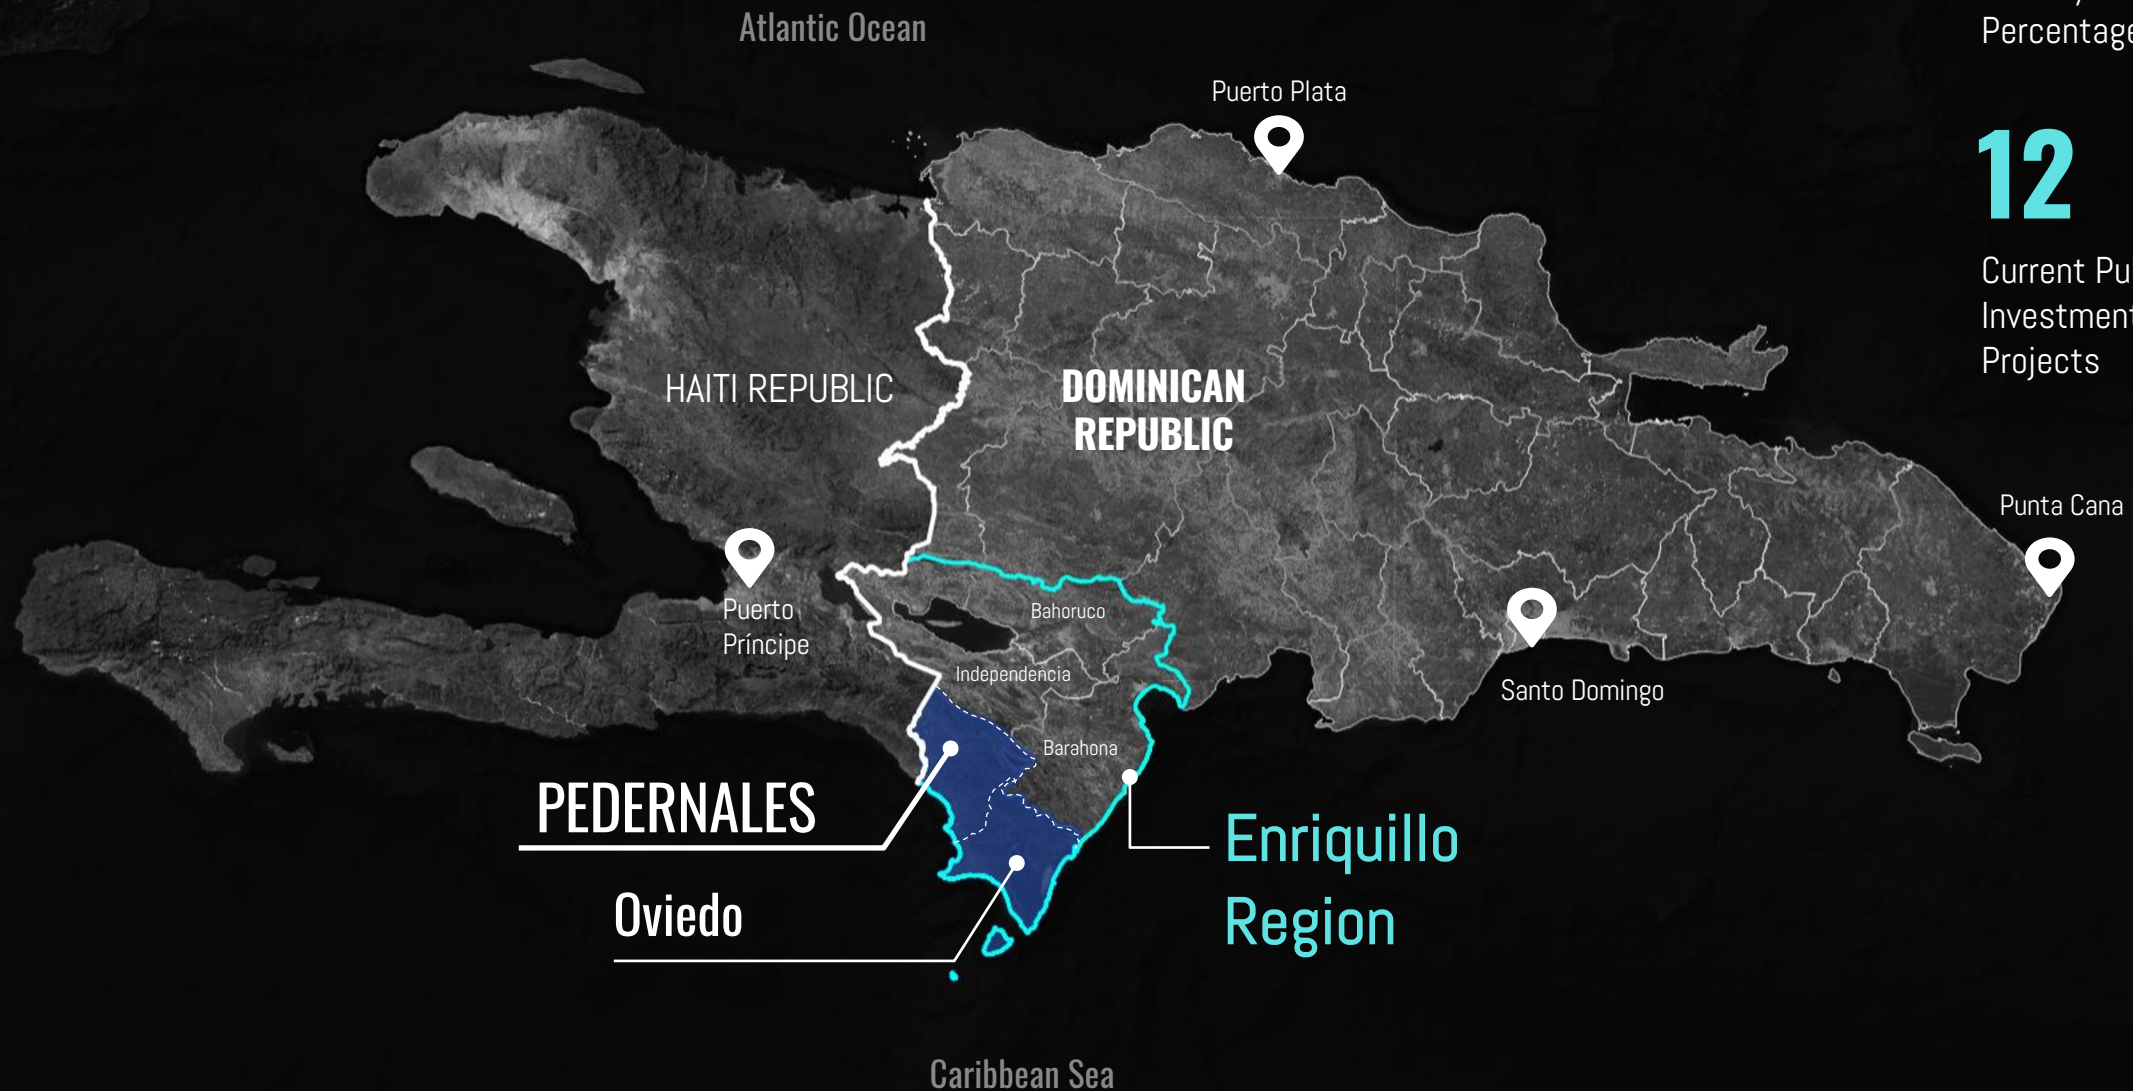 Atlantic Ocean
Percentage
Puerto Plata
12
Current Pu
Investment
Projects
HAITI REPUBLIC
DOMINICAN
REPUBLIC
Punta Cana
Puerto
Príncipe
Bahoruco
Independencia
Santo Domingo
Barahona
PEDERNALES
Oviedo
Enriquillo
Region
Caribbean Sea